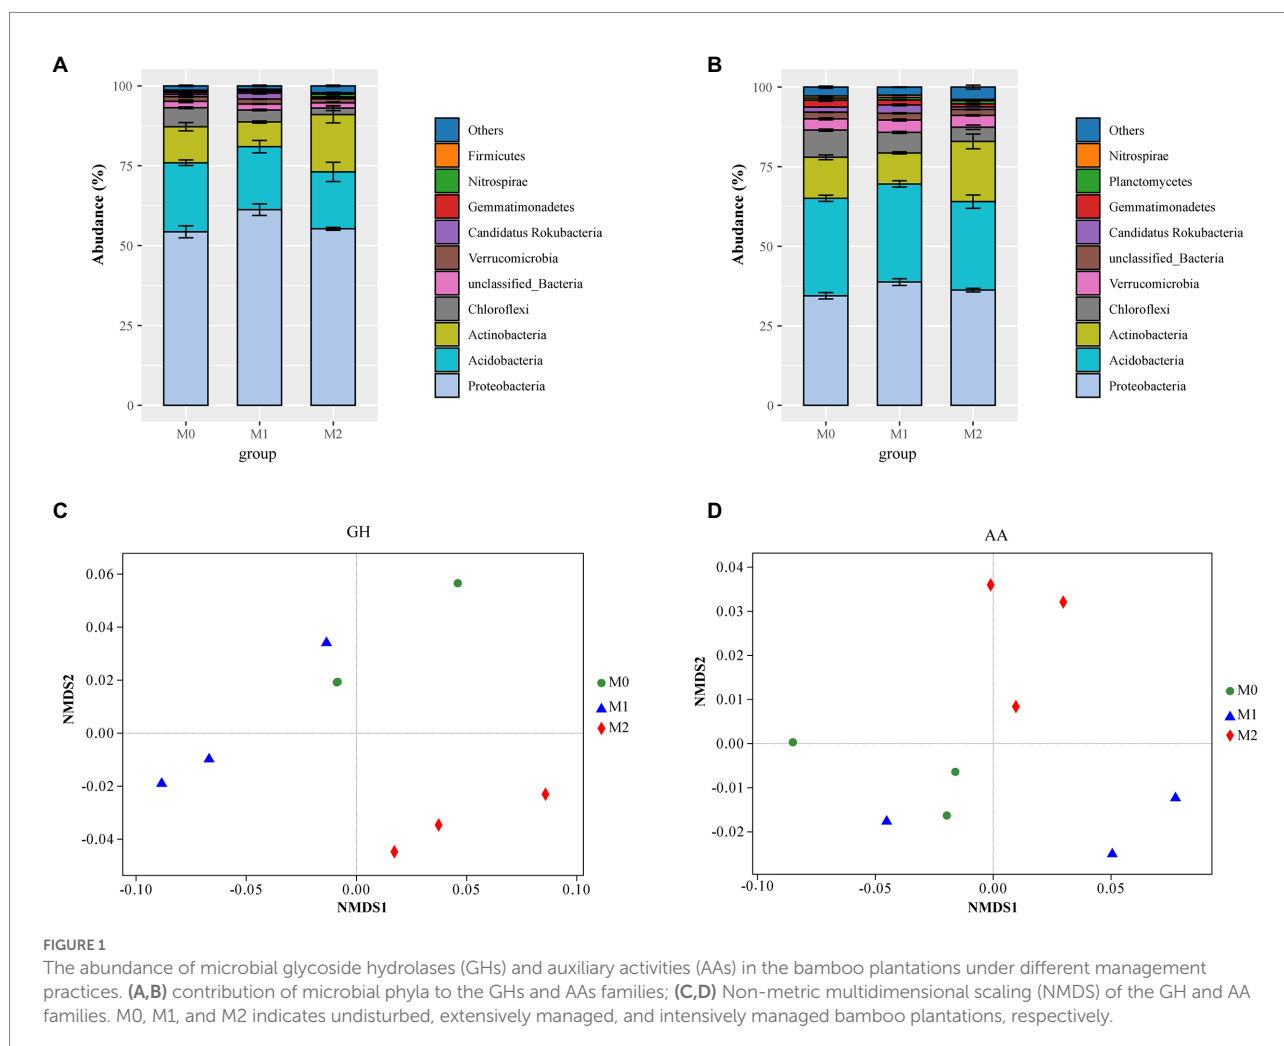 A
Abudance (%)
100
75
50
25
0
M0 M1 M2
group
Others
Firmicutes
Nitrospirae
Gemmatimonadetes
Candidatus Rokubacteria
Verrucomicrobia
unclassified_Bacteria
Chloroflexi
Actinobacteria
Acidobacteria
Proteobacteria
B
Abudance (%)
100
75
50
25
0
M0 M1 M2
group
Others
Nitrospirae
Planctomycetes
Gemmatimonadetes
Candidatus Rokubacteria
unclassified_Bacteria
Verrucomicrobia
Chloroflexi
Actinobacteria
Acidobacteria
Proteobacteria
C
GH
NMDS2
0.06
0.04
0.02
0.00
-0.02
-0.04
-0.10 -0.05 0.00 0.05 0.10
NMDS1
M0
M1
M2
D
AA
NMDS2
0.04
0.03
0.02
0.01
0.00
-0.01
-0.02
-0.10 -0.05 0.00 0.05
NMDS1
M0
M1
M2
FIGURE 1
The abundance of microbial glycoside hydrolases (GHs) and auxiliary activities (AAs) in the bamboo plantations under different management
practices. (A,B) contribution of microbial phyla to the GHs and AAs families; (C,D) Non-metric multidimensional scaling (NMDS) of the GH and AA
families. M0, M1, and M2 indicates undisturbed, extensively managed, and intensively managed bamboo plantations, respectively.